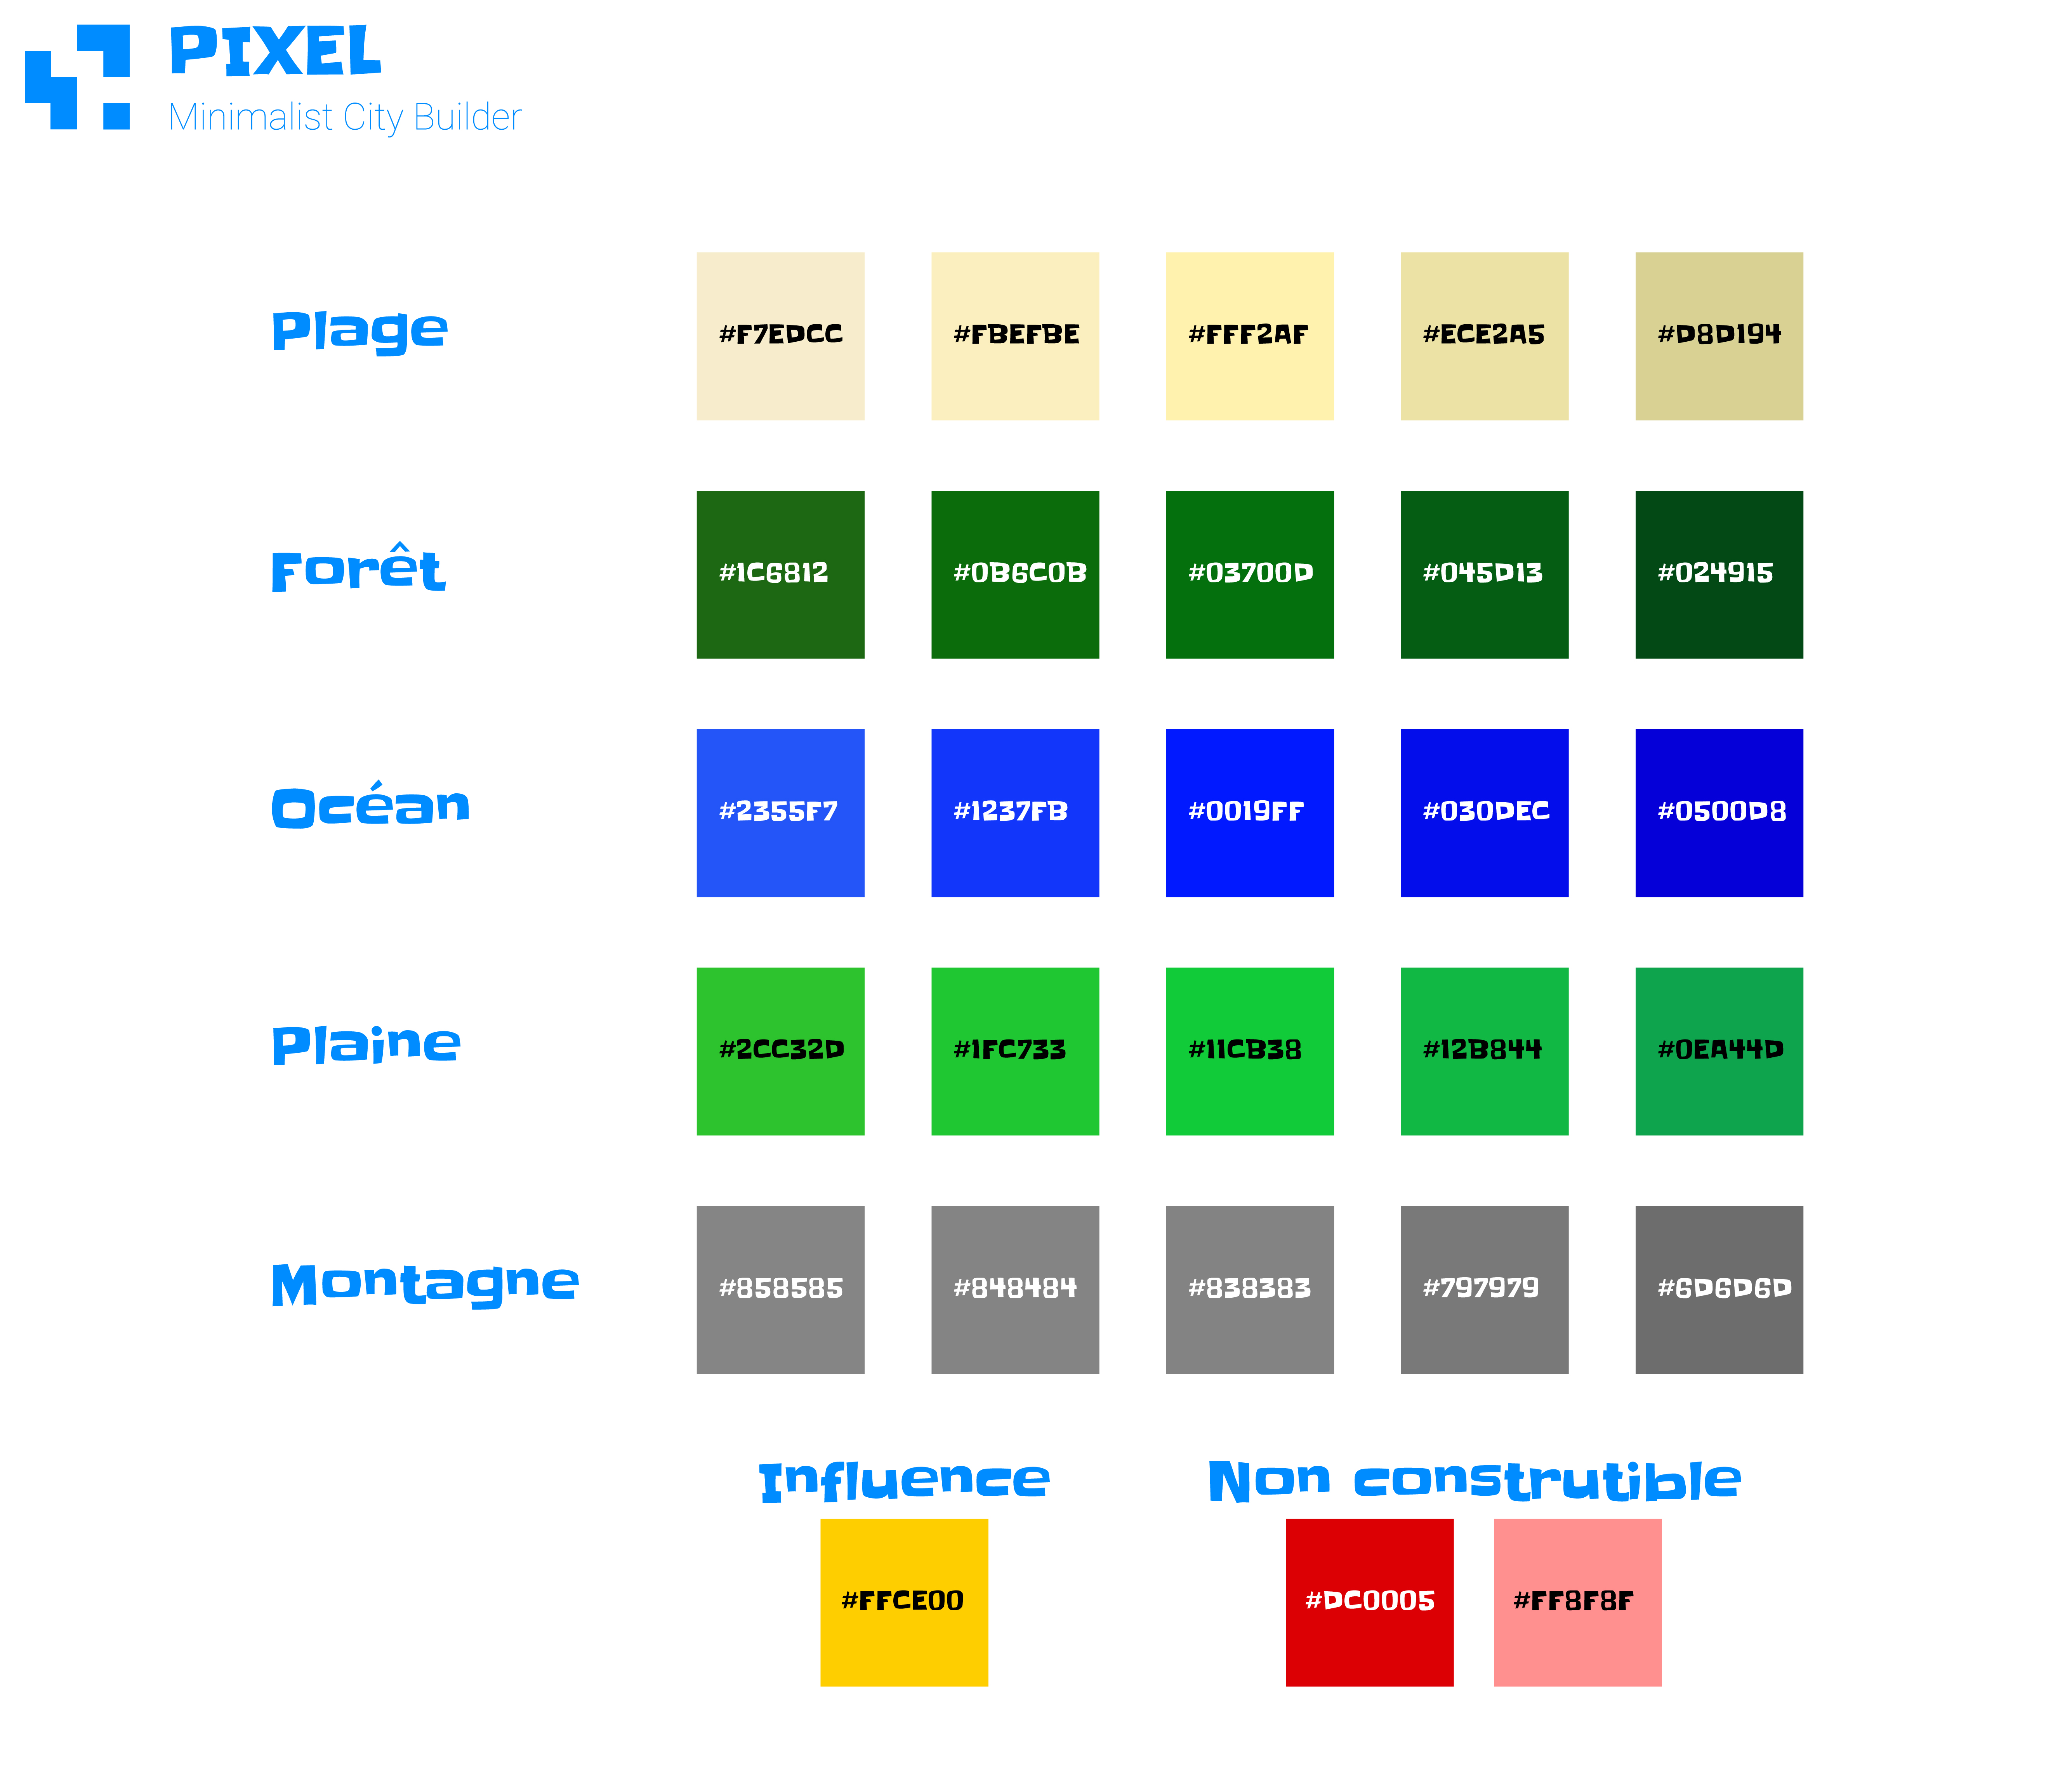 PIXEL
Minimalist City Builder
Plage #F7EDCC #FBEFBE #FFF2AF #ECE2A5 #D8D194
Forêt #1C6812 #0B6C0B #03700D #045D13 #024915
Océan #2355F7 #1237FB #0019FF #030DEC #0500D8
Plaine #2CC32D #1FC733 #11CB38 #12B844 #0EA44D
Montagne #858585 #848484 #838383 #797979 #6D6D6D
Influence Non construtible
#FFCE00 #DC0005 #FF8F8F